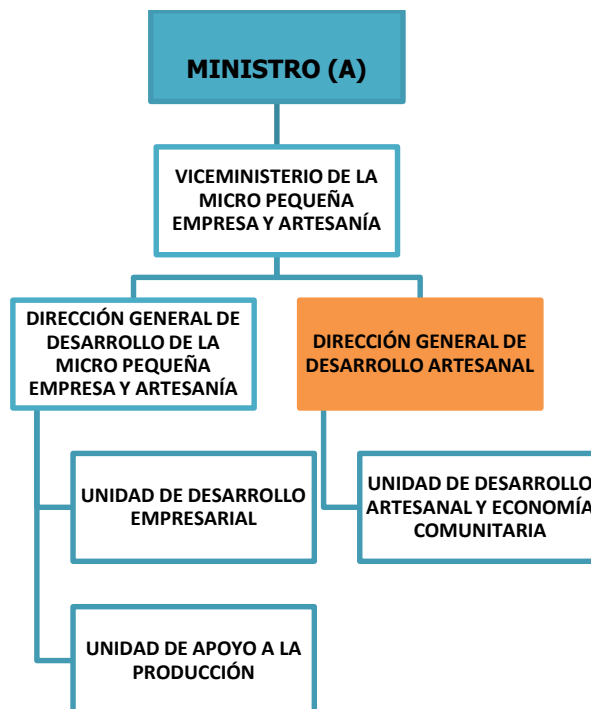 MINISTRO (A)
VICEMINISTERIO DE LA
MICRO PEQUEÑA
EMPRESA Y ARTESANÍA
DIRECCIÓN GENERAL DE
DESARROLLO DE LA
MICRO PEQUEÑA
EMPRESA Y ARTESANÍA
DIRECCIÓN GENERAL DE
DESARROLLO ARTESANAL
UNIDAD DE DESARROLLO
EMPRESARIAL
UNIDAD DE DESARROLLO
ARTESANAL Y ECONOMÍA
COMUNITARIA
UNIDAD DE APOYO A LA
PRODUCCIÓN